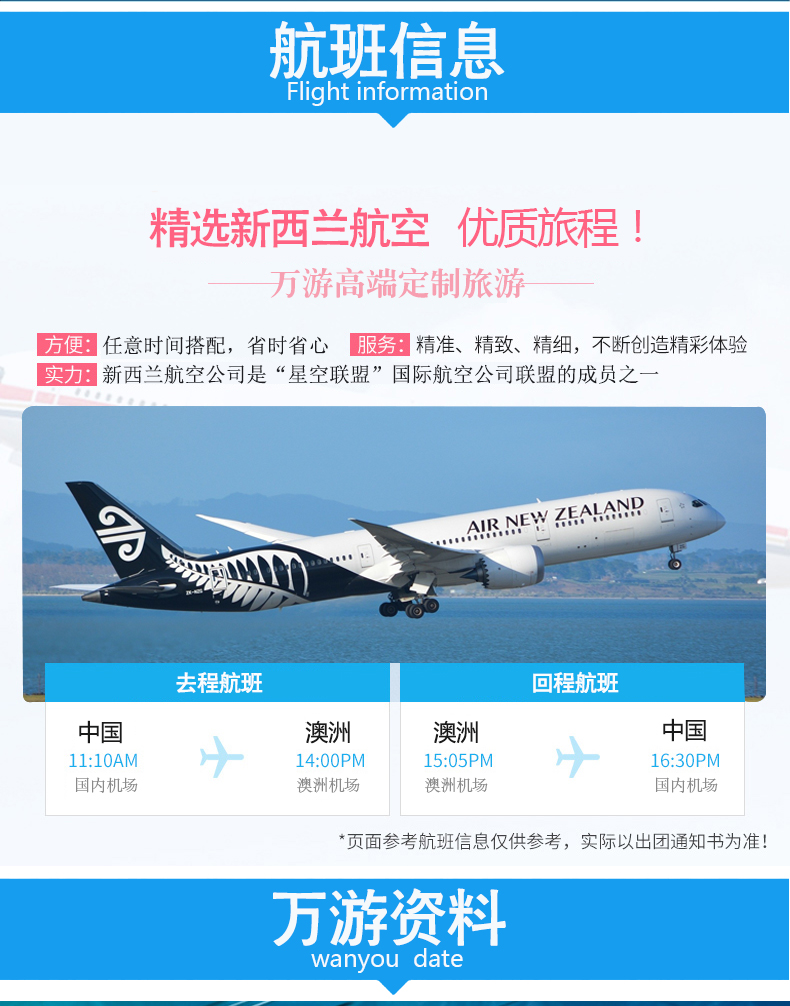 航班信息
Flight information
精选新西兰航空 优质旅程！
万游高端定制旅游
方便： 任意时间搭配，省时省心 服务： 精准、精致、精细，不断创造精彩体验
实力： 新西兰航空公司是“星空联盟”国际航空公司联盟的成员之一
AIR NEW ZEALAND
去程航班
回程航班
中国
澳洲
11:10AM
14:00PM
国内机场
澳洲机场
澳洲
中国
15:05PM
16:30PM
澳洲机场
国内机场
*页面参考航班信息仅供参考，实际以出团通知书为准！
万游资料
wanyou date